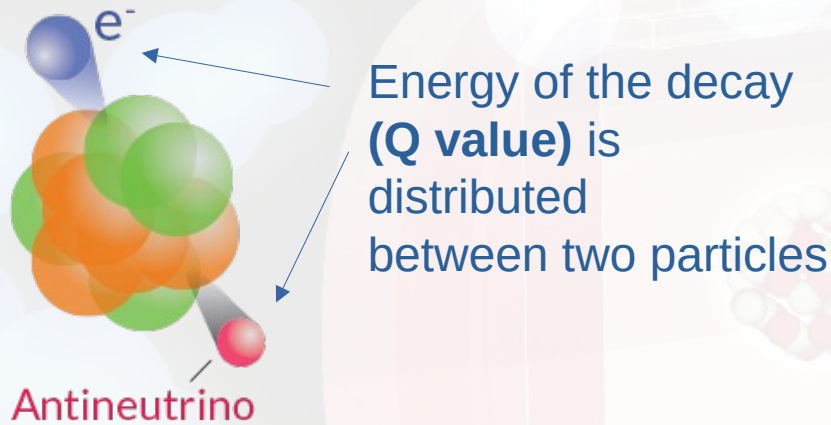 e-
Energy of the decay
(Q value) is
distributed
between two particles
Antineutrino